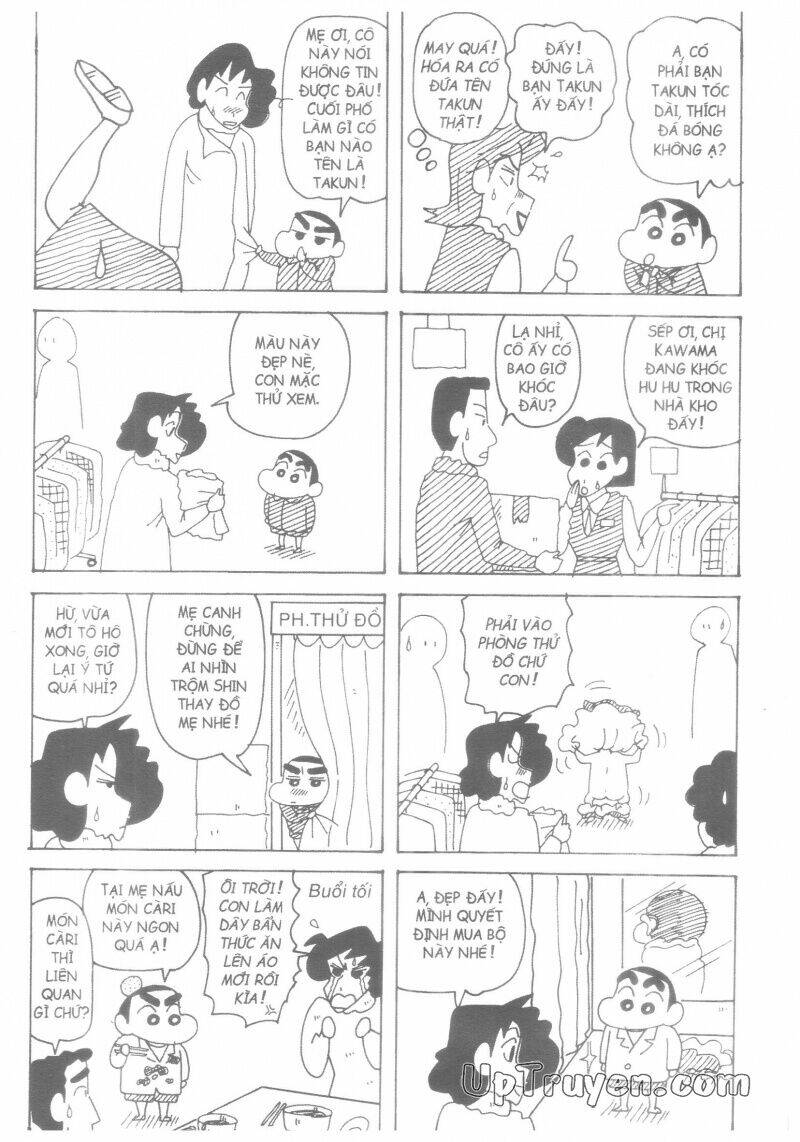 A, CÓ
PHẢI BẠN
TAKUN TÓC
DÀI, THÍCH
ĐÁ BÓNG
KHÔNG Ạ?
ĐẤY!
ĐÚNG LÀ
BẠN TAKUN
ẤY ĐẤY!
MAY QUÁ!
HÓA RA CÓ
ĐỨA TÊN
TAKUN
THẬT!
MẸ ƠI, CÔ
NÀY NÓI
KHÔNG TIN
ĐƯỢC ĐÂU!
CUỐI PHỐ
LÀM GÌ CÓ
BẠN NÀO
TÊN LÀ
TAKUN!
SẾP ƠI, CHỊ
KAWAMA
ĐANG KHÓC
HU HU TRONG
NHÀ KHO
ĐẤY!
LẠ NHỈ,
CÔ ẤY CÓ
BAO GIỜ
KHÓC
ĐÂU?
MÀU NÀY
ĐẸP NÈ,
CON MẶC
THỬ XEM.
PHẢI VÀO
PHÒNG THỬ
ĐỒ CHỨ
CON!
PH.THỬ ĐỒ
MẸ CANH
CHỪNG,
ĐỪNG ĐỂ
AI NHÌN
TRỘM SHIN
THAY ĐỒ
MẸ NHÉ!
HỪ, VỪA
MỚI TÔ HÔ
XONG, GIỜ
LẠI Ý TỨ
QUÁ NHỈ?
A, ĐẸP ĐẤY!
MÌNH QUYẾT
ĐỊNH MUA BỘ
NÀY NHÉ!
Buổi tối
ÔI TRỜI!
CON LÀM
DÂY BẨN
THỨC ĂN
LÊN ÁO
MỚI RỒI
KÌA!
TẠI MẸ NẤU
MÓN CÀRI
NÀY NGON
QUÁ Ạ!
MÓN
CÀRI
THÌ
LIÊN
QUAN
GÌ CHỨ?
UpTruyen.com